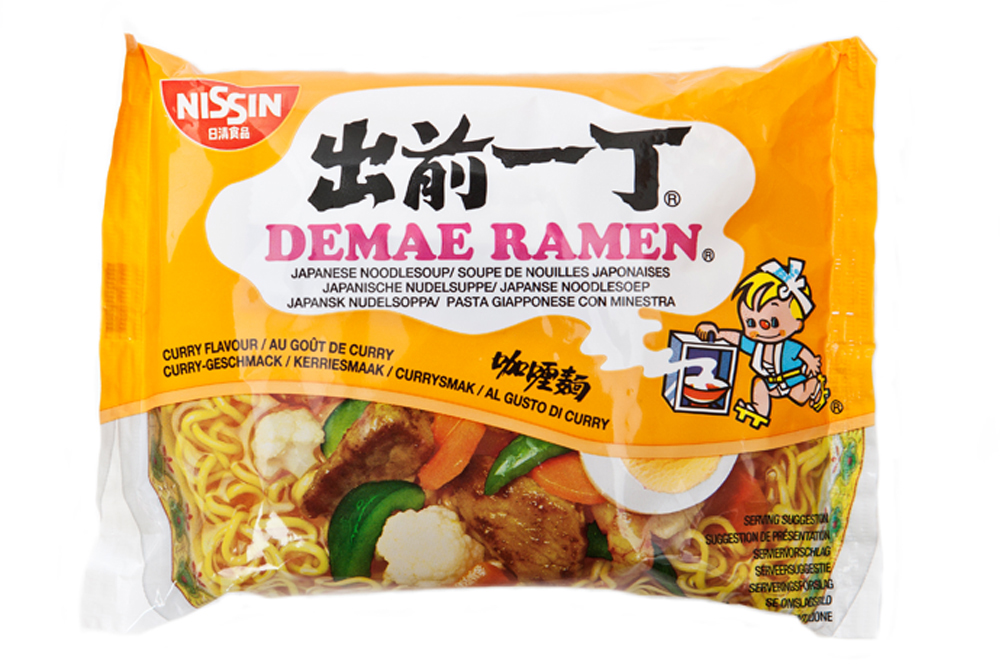 NISSIN
日清食品
出前一丁®
DEMAE RAMEN®
JAPANESE NOODLESOUP/ SOUPE DE NOUILLES JAPONAISES
JAPANISCHE NUDELSUPPE/ JAPANSE NOODLESOEP
JAPANSK NUDELSOPPA/ PASTA GIAPPONESE CON MINESTRA
CURRY FLAVOUR / AU GOÛT DE CURRY
CURRY-GESCHMACK / KERRIESMAAK / CURRYSMAK / AL GUSTO DI CURRY
咖喱麵
®
SERVING SUGGESTION
SUGGESTION DE PRÉSENTATION
SERVIERVORSCHLAG
SERVEERSUGGESTIE
SERVERINGSFÖRSLAG